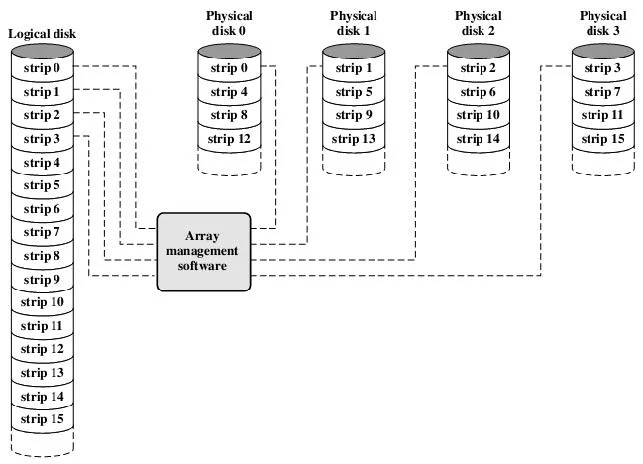 Logical disk
strip 0
strip 1
strip 2
strip 3
strip 4
strip 5
strip 6
strip 7
strip 8
strip 9
strip 10
strip 11
strip 12
strip 13
strip 14
strip 15
Physical
disk 0
strip 0
strip 4
strip 8
strip 12
Physical
disk 1
strip 1
strip 5
strip 9
strip 13
Physical
disk 2
strip 2
strip 6
strip 10
strip 14
Physical
disk 3
strip 3
strip 7
strip 11
strip 15
Array
management
software